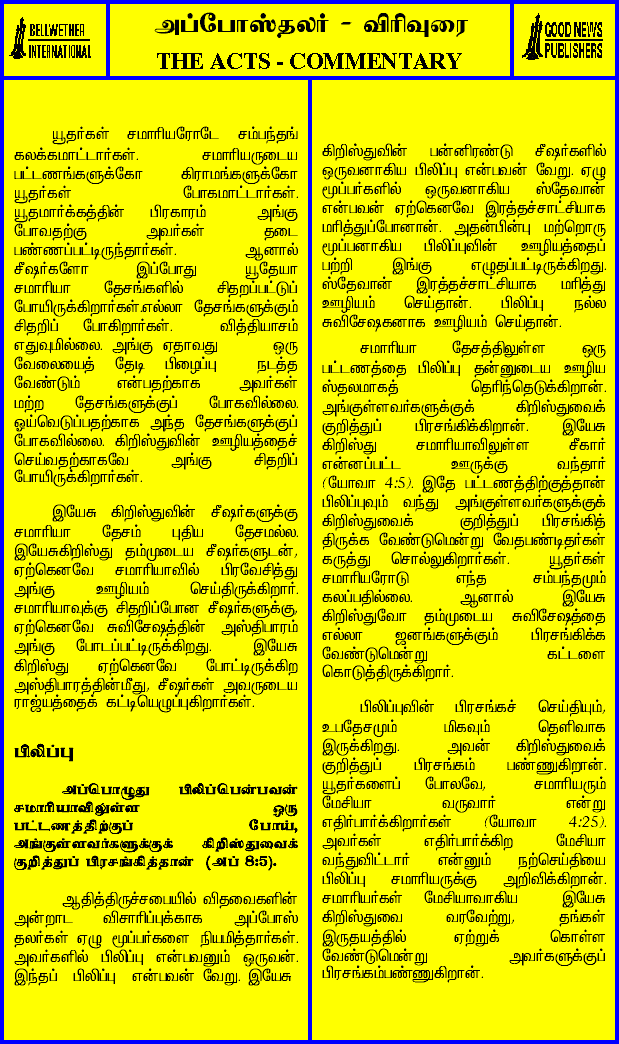 BELLWETHER
INTERNATIONAL
அப்போஸ்தலர் - விரிவுரை
THE ACTS - COMMENTARY
GOOD NEWS
PUBLISHERS
யூதர்கள் சமாரியரோடே சம்பந்தங்
கலக்கமாட்டார்கள். சமாரியருடைய
பட்டணங்களுக்கோ கிராமங்களுக்கோ
யூதர்கள் போகமாட்டார்கள்.
யூதமார்க்கத்தின் பிரகாரம் அங்கு
போவதற்கு அவர்கள் தடை
பண்ணப்பட்டிருந்தார்கள். ஆனால்
சீஷர்களோ இப்போது யூதேயா
சமாரியா தேசங்களில் சிதறப்பட்டுப்
போயிருக்கிறார்கள்.எல்லா தேசங்களுக்கும்
சிதறிப் போகிறார்கள். வித்தியாசம்
எதுவுமில்லை. அங்கு ஏதாவது ஒரு
வேலையைத் தேடி பிழைப்பு நடத்த
வேண்டும் என்பதற்காக அவர்கள்
மற்ற தேசங்களுக்குப் போகவில்லை.
ஓய்வெடுப்பதற்காக அந்த தேசங்களுக்குப்
போகவில்லை. கிறிஸ்துவின் ஊழியத்தைச்
செய்வதற்காகவே அங்கு சிதறிப்
போயிருக்கிறார்கள்.
இயேசு கிறிஸ்துவின் சீஷர்களுக்கு
சமாரியா தேசம் புதிய தேசமல்ல.
இயேசுகிறிஸ்து தம்முடைய சீஷர்களுடன்,
ஏற்கெனவே சமாரியாவில் பிரவேசித்து
அங்கு ஊழியம் செய்திருக்கிறார்.
சமாரியாவுக்கு சிதறிப்போன சீஷர்களுக்கு,
ஏற்கெனவே சுவிசேஷத்தின் அஸ்திபாரம்
அங்கு போடப்பட்டிருக்கிறது. இயேசு
கிறிஸ்து ஏற்கெனவே போட்டிருக்கிற
அஸ்திபாரத்தின்மீது, சீஷர்கள் அவருடைய
ராஜ்யத்தைக் கட்டியெழுப்புகிறார்கள்.
பிலிப்பு
அப்பொழுது பிலிப்பென்பவன்
சமாரியாவிலுள்ள ஒரு
பட்டணத்திற்குப் போய்,
அங்குள்ளவர்களுக்குக் கிறிஸ்துவைக்
குறித்துப் பிரசங்கித்தான் (அப் 8:5).
ஆதித்திருச்சபையில் விதவைகளின்
அன்றாட விசாரிப்புக்காக அப்போஸ்
தலர்கள் ஏழு மூப்பர்களை நியமித்தார்கள்.
அவர்களில் பிலிப்பு என்பவனும் ஒருவன்.
இந்தப் பிலிப்பு என்பவன் வேறு. இயேசு
கிறிஸ்துவின் பன்னிரண்டு சீஷர்களில்
ஒருவனாகிய பிலிப்பு என்பவன் வேறு. ஏழு
மூப்பர்களில் ஒருவனாகிய ஸ்தேவான்
என்பவன் ஏற்கெனவே இரத்தச்சாட்சியாக
மரித்துப்போனான். அதன்பின்பு மற்றொரு
மூப்பனாகிய பிலிப்புவின் ஊழியத்தைப்
பற்றி இங்கு எழுதப்பட்டிருக்கிறது.
ஸ்தேவான் இரத்தச்சாட்சியாக மரித்து
ஊழியம் செய்தான். பிலிப்பு நல்ல
சுவிசேஷகனாக ஊழியம் செய்தான்.
சமாரியா தேசத்திலுள்ள ஒரு
பட்டணத்தை பிலிப்பு தன்னுடைய ஊழிய
ஸ்தலமாகத் தெரிந்தெடுக்கிறான்.
அங்குள்ளவர்களுக்குக் கிறிஸ்துவைக்
குறித்துப் பிரசங்கிக்கிறான். இயேசு
கிறிஸ்து சமாரியாவிலுள்ள சீகார்
என்னப்பட்ட ஊருக்கு வந்தார்
(யோவா 4:5). இதே பட்டணத்திற்குத்தான்
பிலிப்புவும் வந்து அங்குள்ளவர்களுக்குக்
கிறிஸ்துவைக் குறித்துப் பிரசங்கித்
திருக்க வேண்டுமென்று வேதபண்டிதர்கள்
கருத்து சொல்லுகிறார்கள். யூதர்கள்
சமாரியரோடு எந்த சம்பந்தமும்
கலப்பதில்லை. ஆனால் இயேசு
கிறிஸ்துவோ தம்முடைய சுவிசேஷத்தை
எல்லா ஜனங்களுக்கும் பிரசங்கிக்க
வேண்டுமென்று கட்டளை
கொடுத்திருக்கிறார்.
பிலிப்புவின் பிரசங்கச் செய்தியும்,
உபதேசமும் மிகவும் தெளிவாக
இருக்கிறது. அவன் கிறிஸ்துவைக்
குறித்துப் பிரசங்கம் பண்ணுகிறான்.
யூதர்களைப் போலவே, சமாரியரும்
மேசியா வருவார் என்று
எதிர்பார்க்கிறார்கள் (யோவா 4:25).
அவர்கள் எதிர்பார்க்கிற மேசியா
வந்துவிட்டார் என்னும் நற்செய்தியை
பிலிப்பு சமாரியருக்கு அறிவிக்கிறான்.
சமாரியர்கள் மேசியாவாகிய இயேசு
கிறிஸ்துவை வரவேற்று, தங்கள்
இருதயத்தில் ஏற்றுக் கொள்ள
வேண்டுமென்று அவர்களுக்குப்
பிரசங்கம்பண்ணுகிறான்.